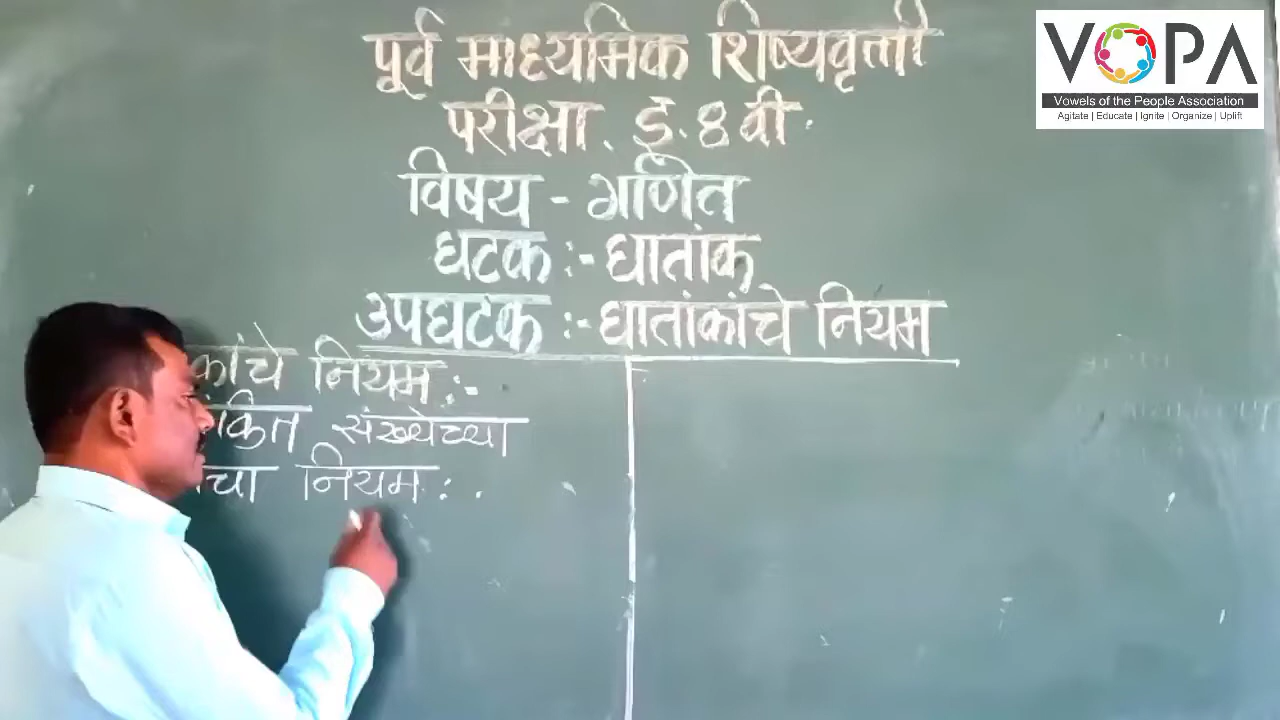 पूर्व माध्यमिक शिष्यवृत्ती
परीक्षा. इ. 8 वी.
विषय - गणित
घटक :- घातांक
उपघटक :- घातांकांचे नियम
कांचे नियम :-
कित संख्येच्या
चा नियम : .
VOPA
Vowels of the People Association
Agitate | Educate | Ignite | Organize | Uplift